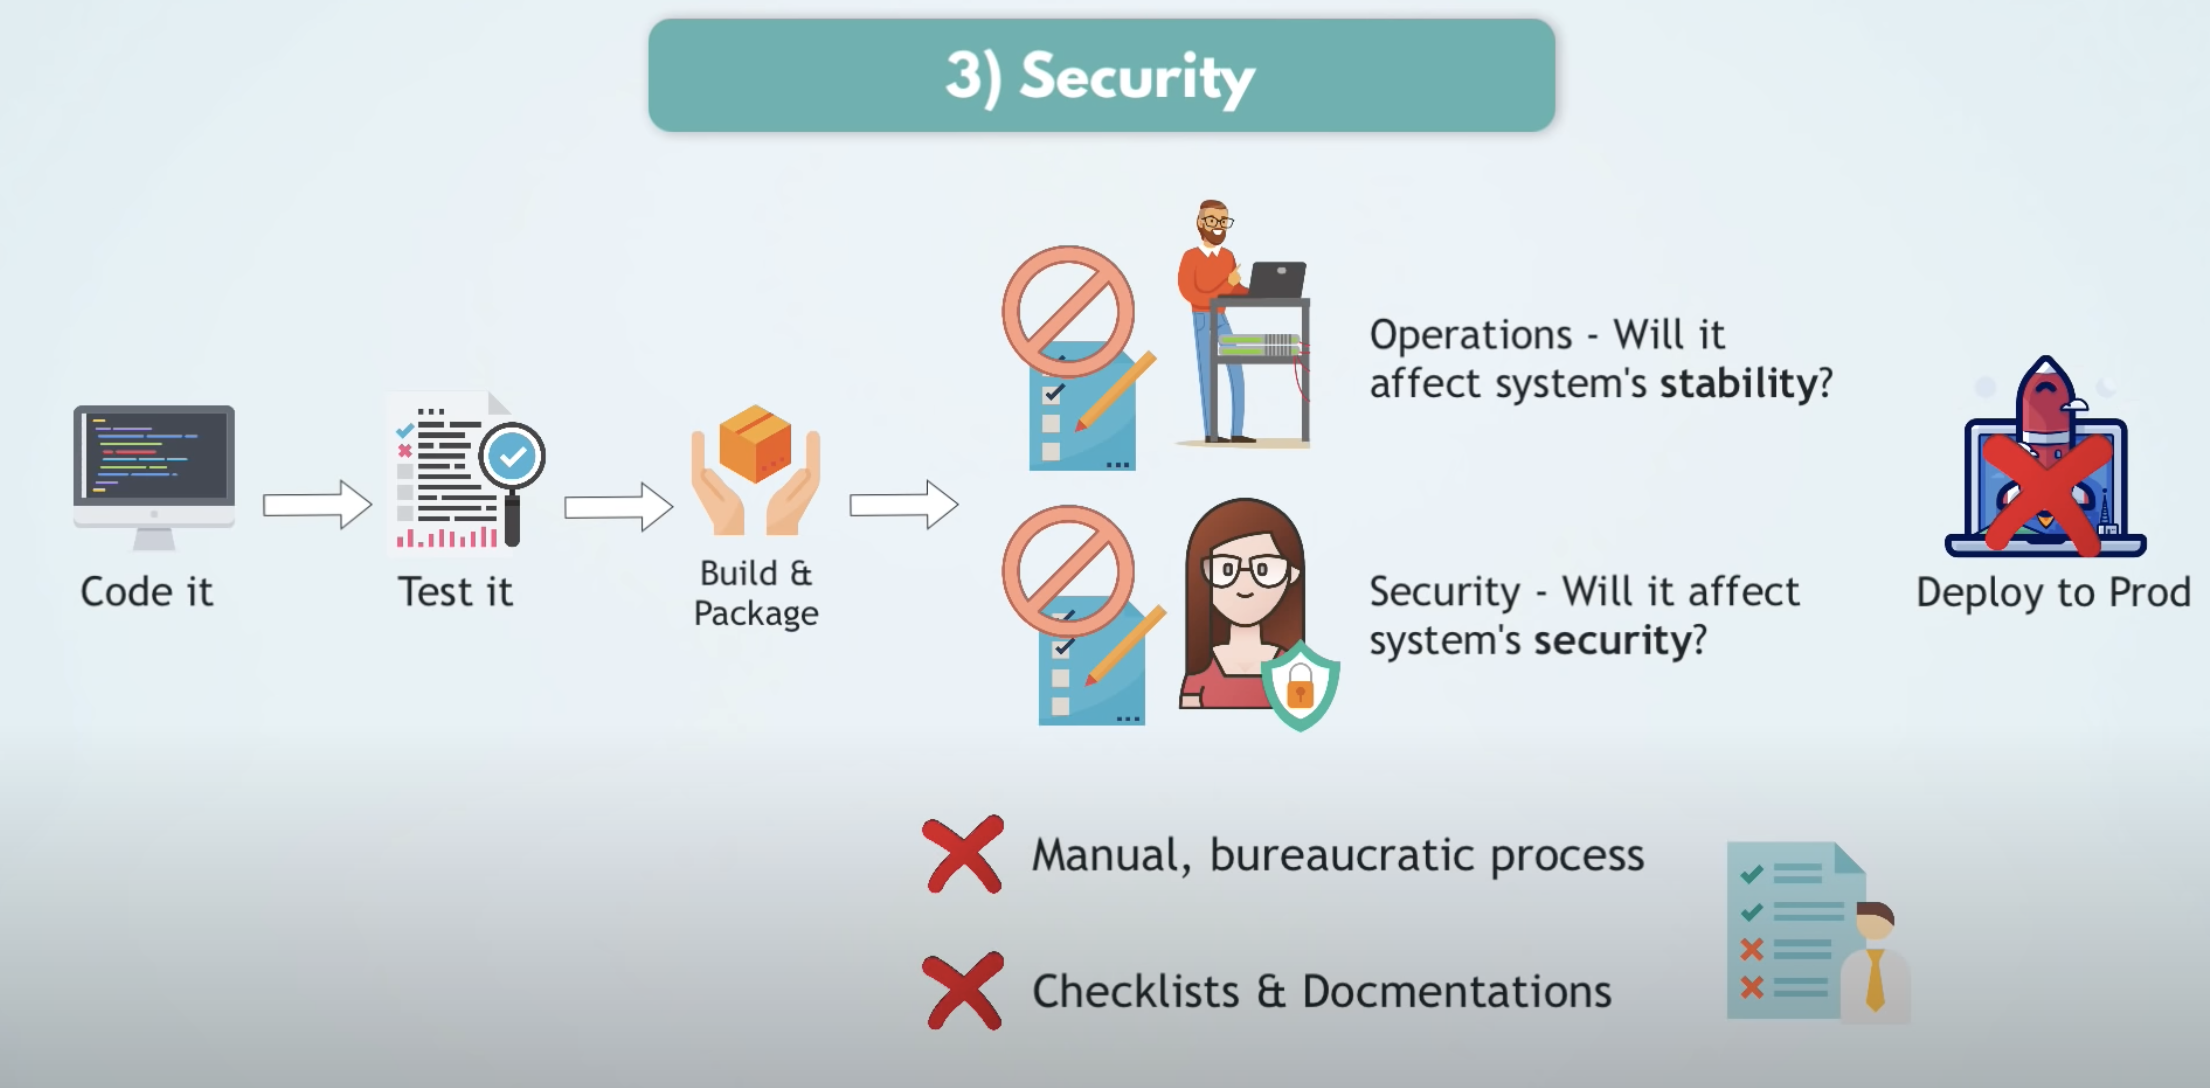 3) Security
Operations - Will it
affect system's stability?
Code it
Test it
Build &
Package
Security - Will it affect
system's security?
Deploy to Prod
Manual, bureaucratic process
Checklists & Docmentations